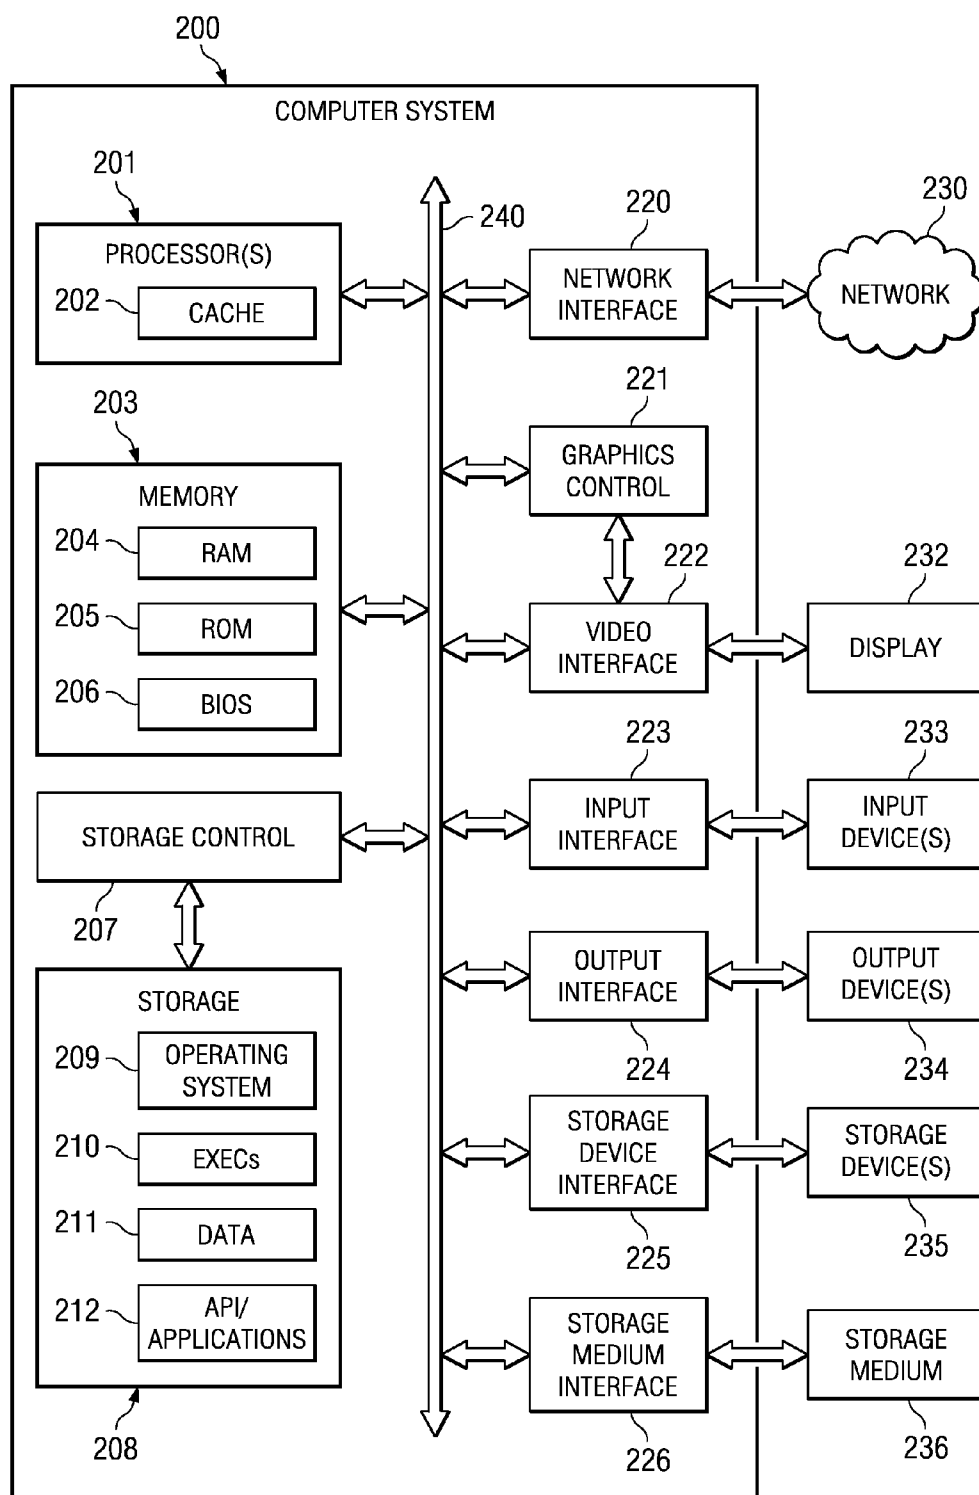 200
COMPUTER SYSTEM
201
PROCESSOR(S)
202
CACHE
203
MEMORY
204
RAM
205
ROM
206
BIOS
STORAGE CONTROL
207
STORAGE
209
OPERATING
SYSTEM
210
EXECs
211
DATA
212
API/
APPLICATIONS
208
240
220
NETWORK
INTERFACE
230
NETWORK
221
GRAPHICS
CONTROL
222
VIDEO
INTERFACE
232
DISPLAY
223
INPUT
INTERFACE
233
INPUT
DEVICE(S)
OUTPUT
INTERFACE
224
OUTPUT
DEVICE(S)
234
STORAGE
DEVICE
INTERFACE
225
STORAGE
DEVICE(S)
235
STORAGE
MEDIUM
INTERFACE
226
STORAGE
MEDIUM
236